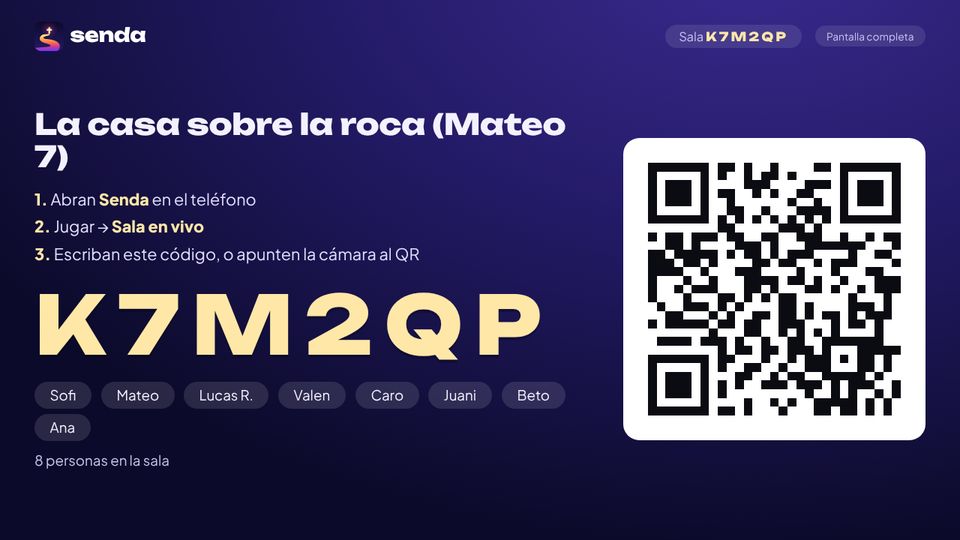 senda
Sala K7M2QP
Pantalla completa
La casa sobre la roca (Mateo
7)
1. Abran Senda en el teléfono
2. Jugar → Sala en vivo
3. Escriban este código, o apunten la cámara al QR
K7M2QP
Sofi Mateo Lucas R. Valen Caro Juani Beto
Ana
8 personas en la sala